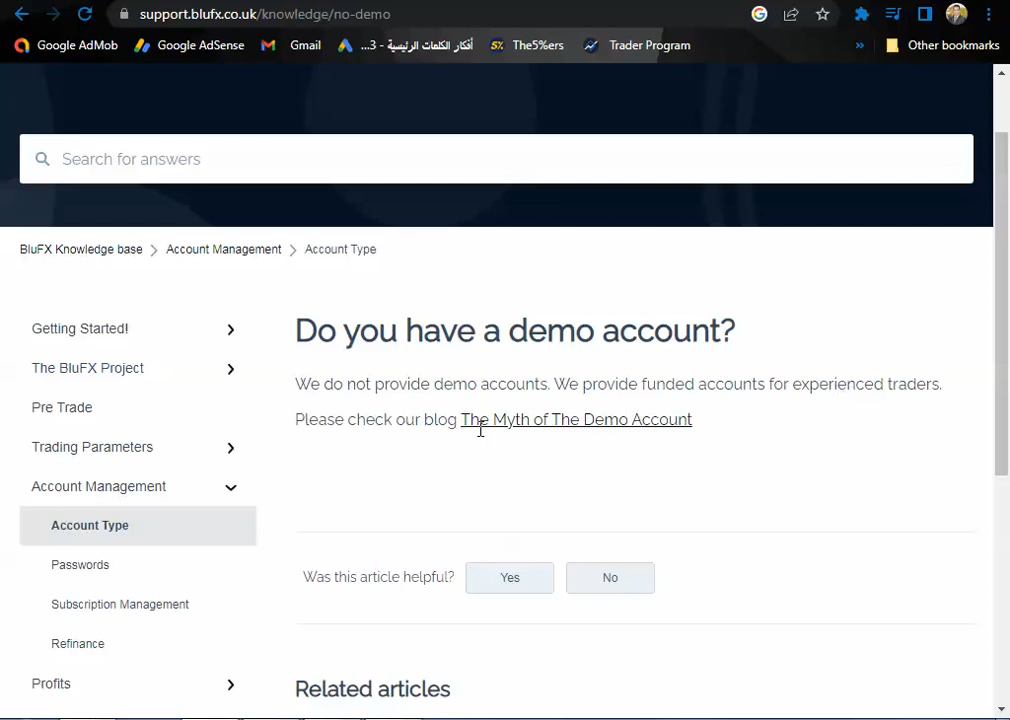 support.blufx.co.uk/knowledge/no-demo
Google AdMob
Google AdSense
Gmail
أفكار الكلمات الرئيسية - 3...
5%
The5%ers
Trader Program
»
Other bookmarks
Search for answers
BluFX Knowledge base
Account Management
Account Type
Getting Started!
The BluFX Project
Pre Trade
Trading Parameters
Account Management
Account Type
Passwords
Subscription Management
Refinance
Profits
Do you have a demo account?
We do not provide demo accounts. We provide funded accounts for experienced traders.
Please check our blog The Myth of The Demo Account
Was this article helpful?
Yes
No
Related articles